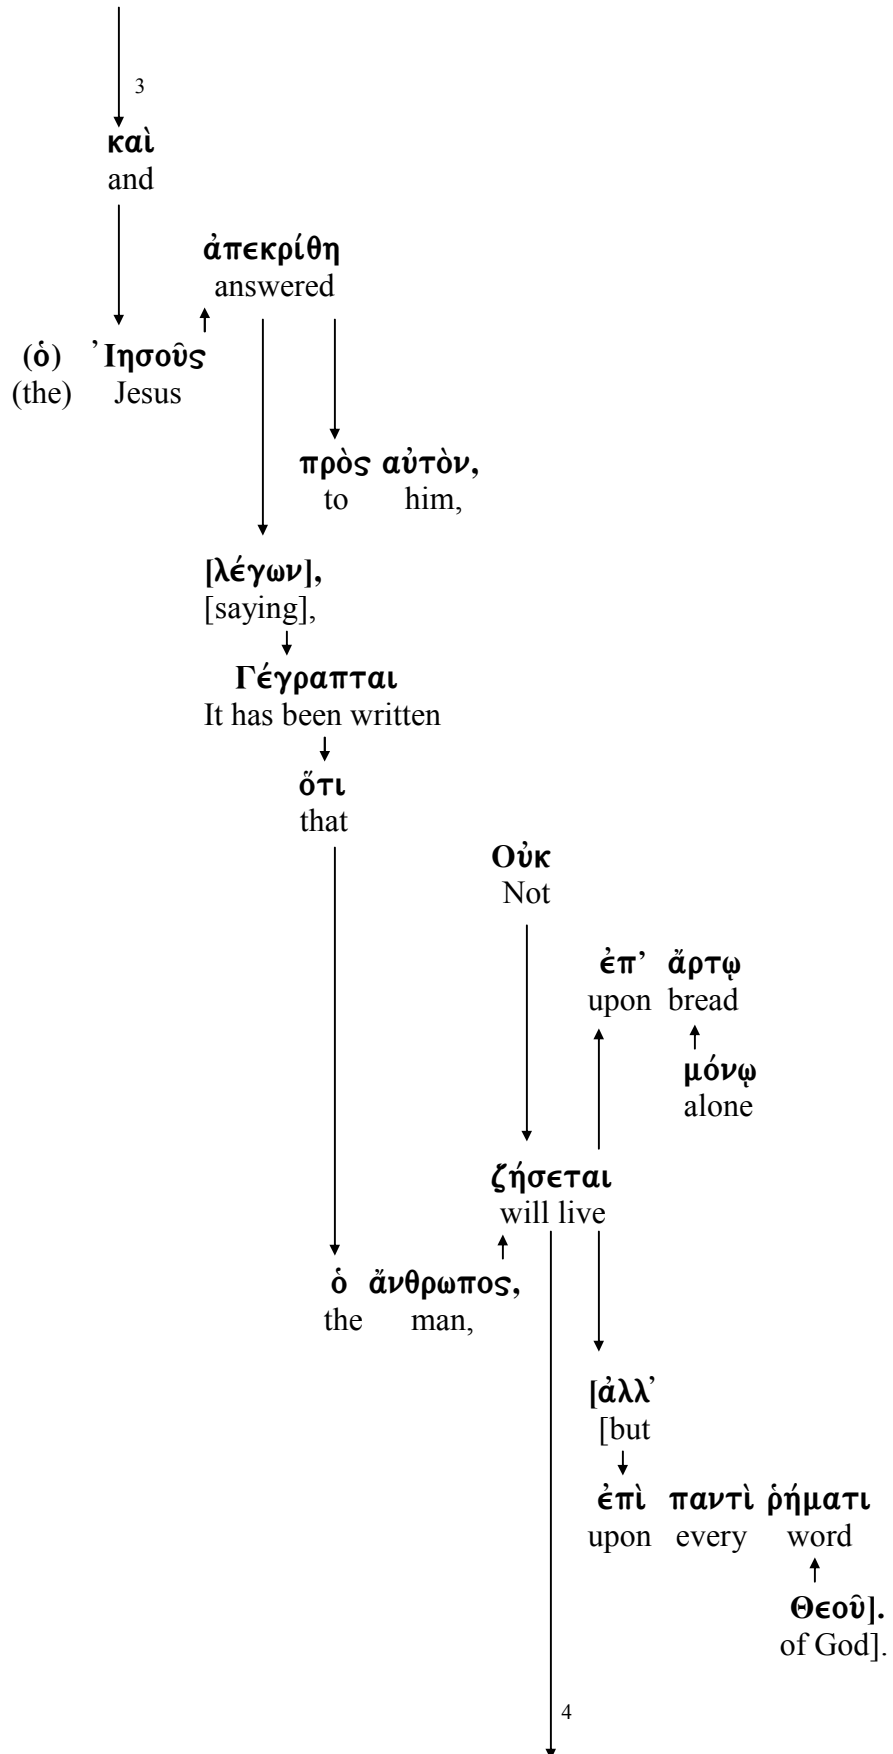 3
καὶ
and
ἀπεκρίθη
answered
(ὁ) ᾿Ιησοῦς
(the) Jesus
πρὸς αὐτὸν,
to him,
[λέγων],
[saying],
Γέγραπται
It has been written
ὅτι
that
Οὐκ
Not
ἐπ’ ἄρτῳ
upon bread
μόνῳ
alone
ζήσεται
will live
ὁ ἄνθρωπος,
the man,
[ἀλλ’
[but
ἐπὶ παντὶ ῥήματι
upon every word
Θεοῦ].
of God].
4